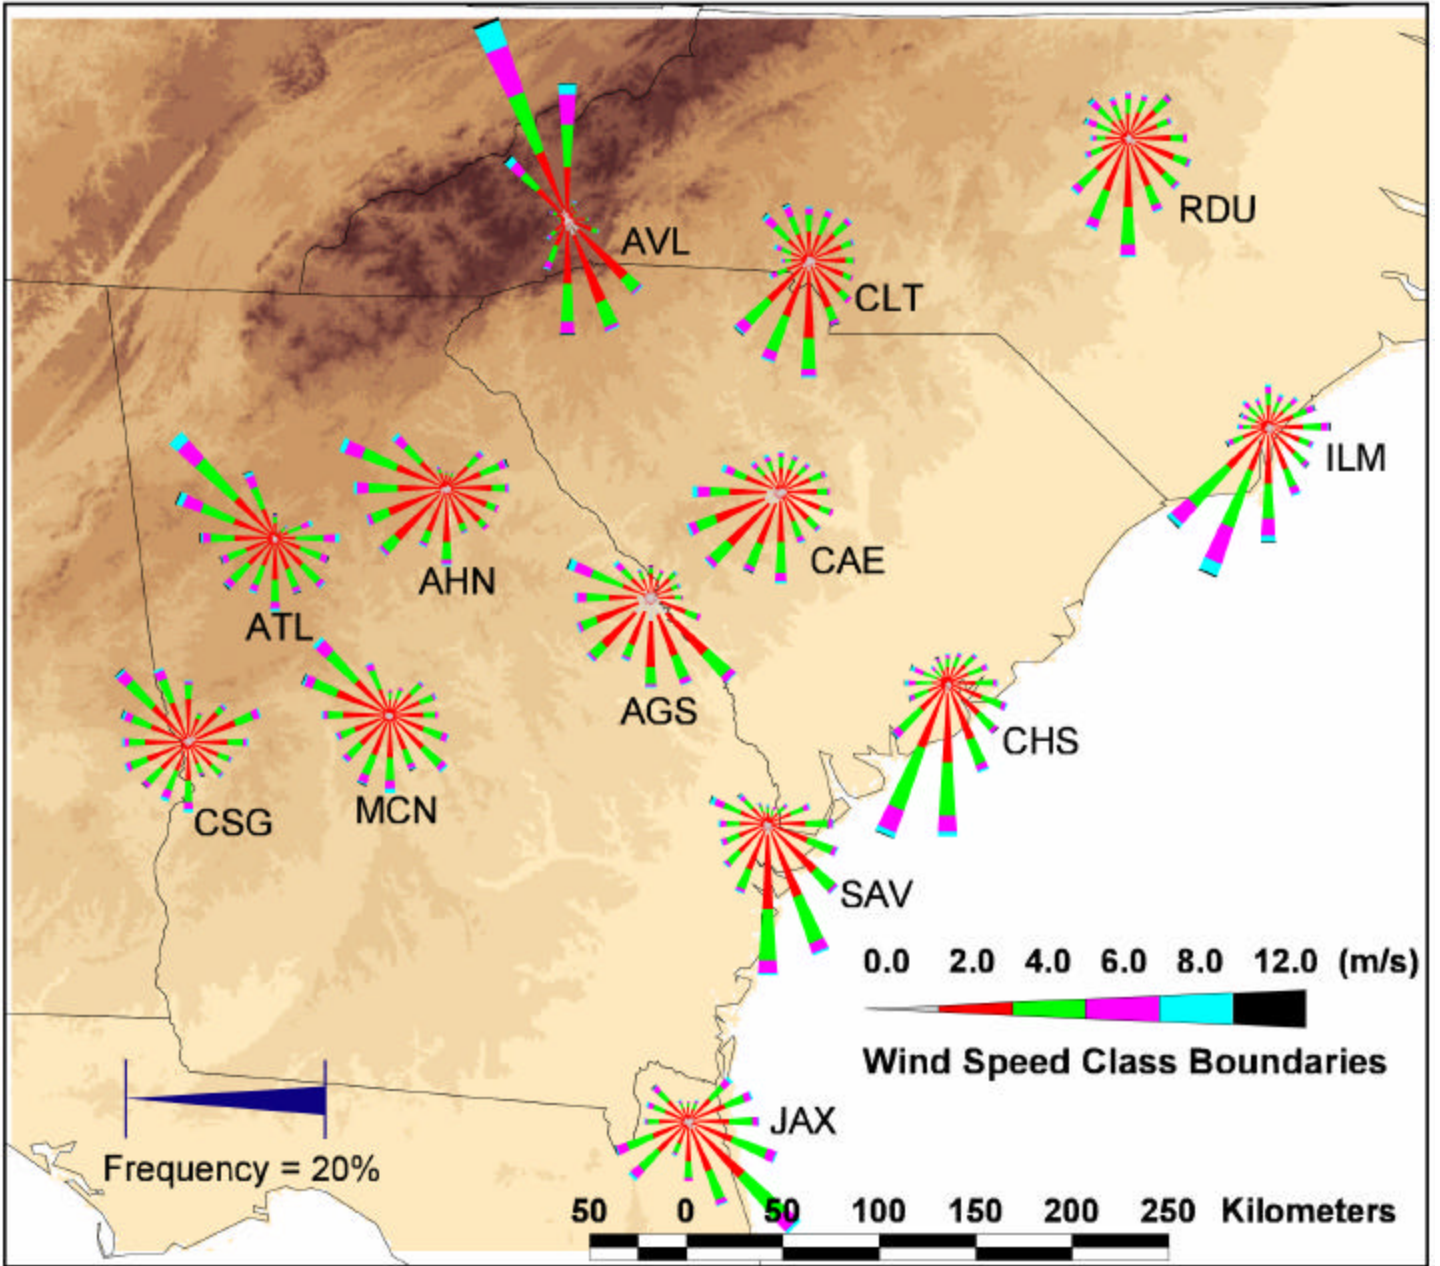 RDU
AVL
CLT
ILM
AHN
CAE
ATL
AGS
CHS
CSG
MCN
SAV
0.0 2.0 4.0 6.0 8.0 12.0 (m/s)
Wind Speed Class Boundaries
JAX
Frequency = 20%
50 0 50 100 150 200 250 Kilometers